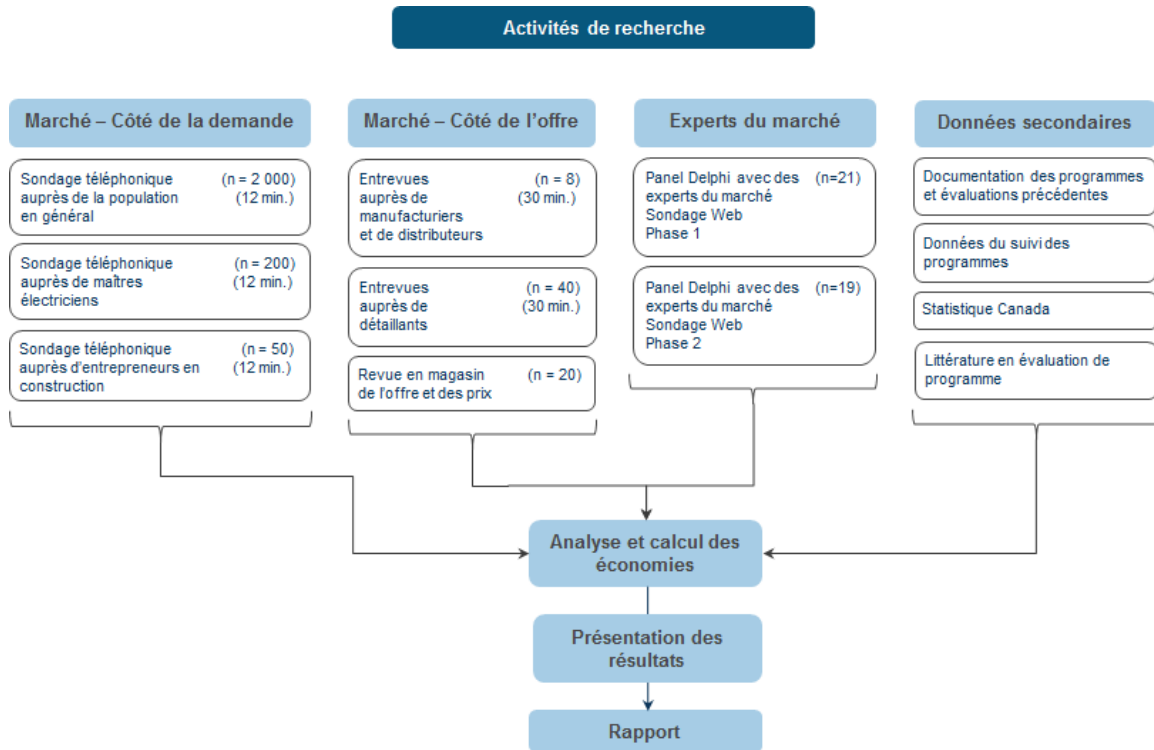 Activités de recherche
Marché – Côté de la demande
Sondage téléphonique (n = 2 000)
auprès de la population (12 min.)
en général
Sondage téléphonique (n = 200)
auprès de maîtres (12 min.)
électriciens
Sondage téléphonique (n = 50)
auprès d'entrepreneurs en (12 min.)
construction
Marché – Côté de l'offre
Entrevues (n = 8)
auprès de (30 min.)
manufacturiers
et de distributeurs
Entrevues (n = 40)
auprès de (30 min.)
détaillants
Revue en magasin (n = 20)
de l'offre et des prix
Experts du marché
Panel Delphi avec des (n=21)
experts du marché
Sondage Web
Phase 1
Panel Delphi avec des (n=19)
experts du marché
Sondage Web
Phase 2
Données secondaires
Documentation des programmes
et évaluations précédentes
Données du suivi des
programmes
Statistique Canada
Littérature en évaluation de
programme
Analyse et calcul des
économies
Présentation des
résultats
Rapport